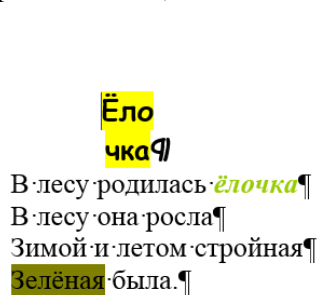 Ёло
чка¶
В·лесу·родилась·ёлочка¶
В·лесу·она·росла¶
Зимой·и·летом·стройная¶
Зелёная·была.¶